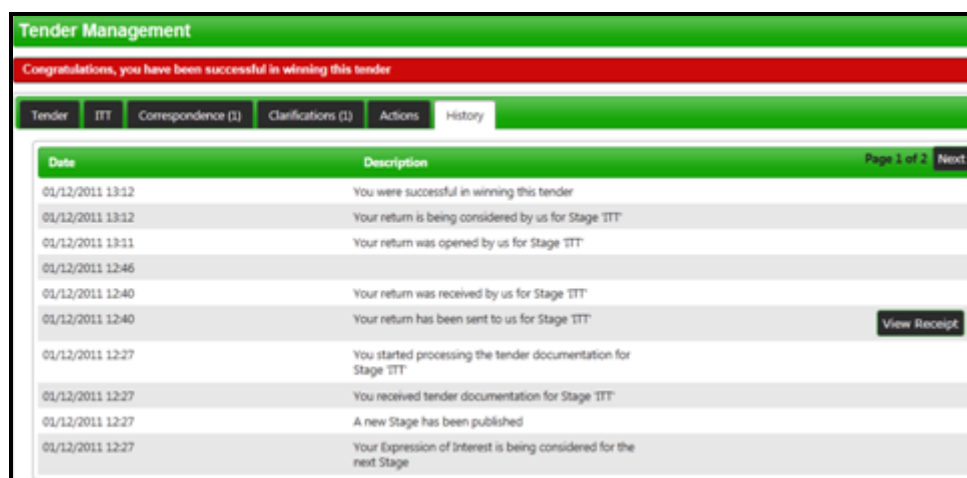 Tender Management
Congratulations, you have been successful in winning this tender
Tender ITT Correspondence (1) Clarifications (1) Actions History
Date Description Page 1 of 2 Next
01/12/2011 13:12 You were successful in winning this tender
01/12/2011 13:12 Your return is being considered by us for Stage 'ITT'
01/12/2011 13:11 Your return was opened by us for Stage 'ITT'
01/12/2011 12:46
01/12/2011 12:40 Your return was received by us for Stage 'ITT'
01/12/2011 12:40 Your return has been sent to us for Stage 'ITT' View Receipt
01/12/2011 12:27 You started processing the tender documentation for
Stage 'ITT'
01/12/2011 12:27 You received tender documentation for Stage 'ITT'
01/12/2011 12:27 A new Stage has been published
01/12/2011 12:27 Your Expression of Interest is being considered for the
next Stage